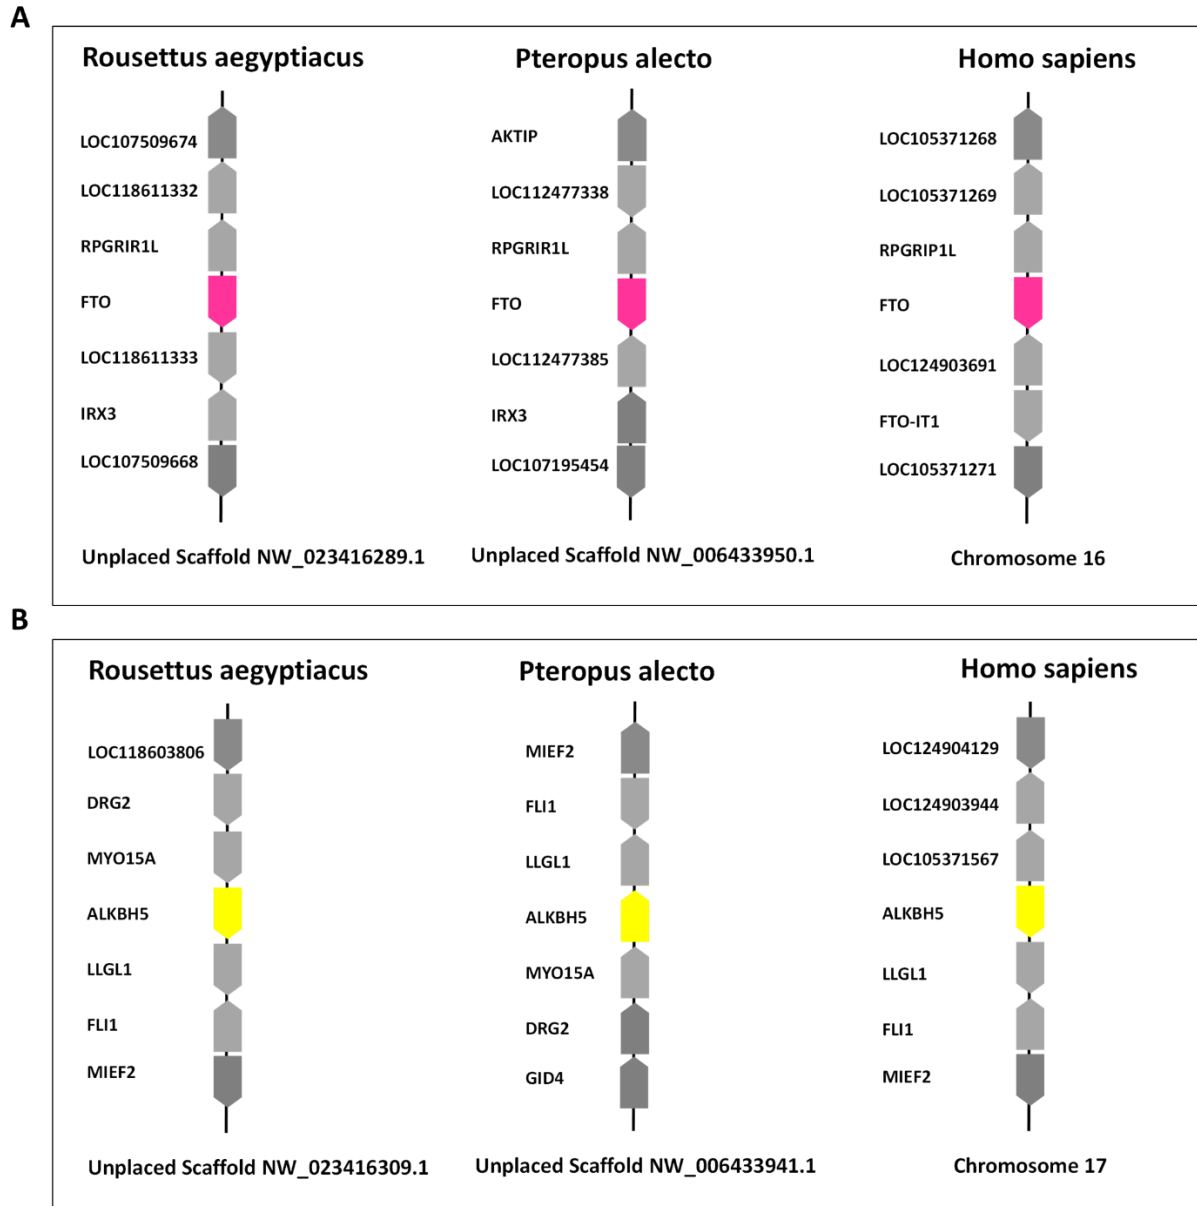 A
Rousettus aegyptiacus
LOC107509674
LOC118611332
RPGRIR1L
FTO
LOC118611333
IRX3
LOC107509668
Unplaced Scaffold NW_023416289.1
Pteropus alecto
AKTIP
LOC112477338
RPGRIR1L
FTO
LOC112477385
IRX3
LOC107195454
Unplaced Scaffold NW_006433950.1
Homo sapiens
LOC105371268
LOC105371269
RPGRIP1L
FTO
LOC124903691
FTO-IT1
LOC105371271
Chromosome 16
B
Rousettus aegyptiacus
LOC118603806
DRG2
MYO15A
ALKBH5
LLGL1
FLI1
MIEF2
Unplaced Scaffold NW_023416309.1
Pteropus alecto
MIEF2
FLI1
LLGL1
ALKBH5
MYO15A
DRG2
GID4
Unplaced Scaffold NW_006433941.1
Homo sapiens
LOC124904129
LOC124903944
LOC105371567
ALKBH5
LLGL1
FLI1
MIEF2
Chromosome 17